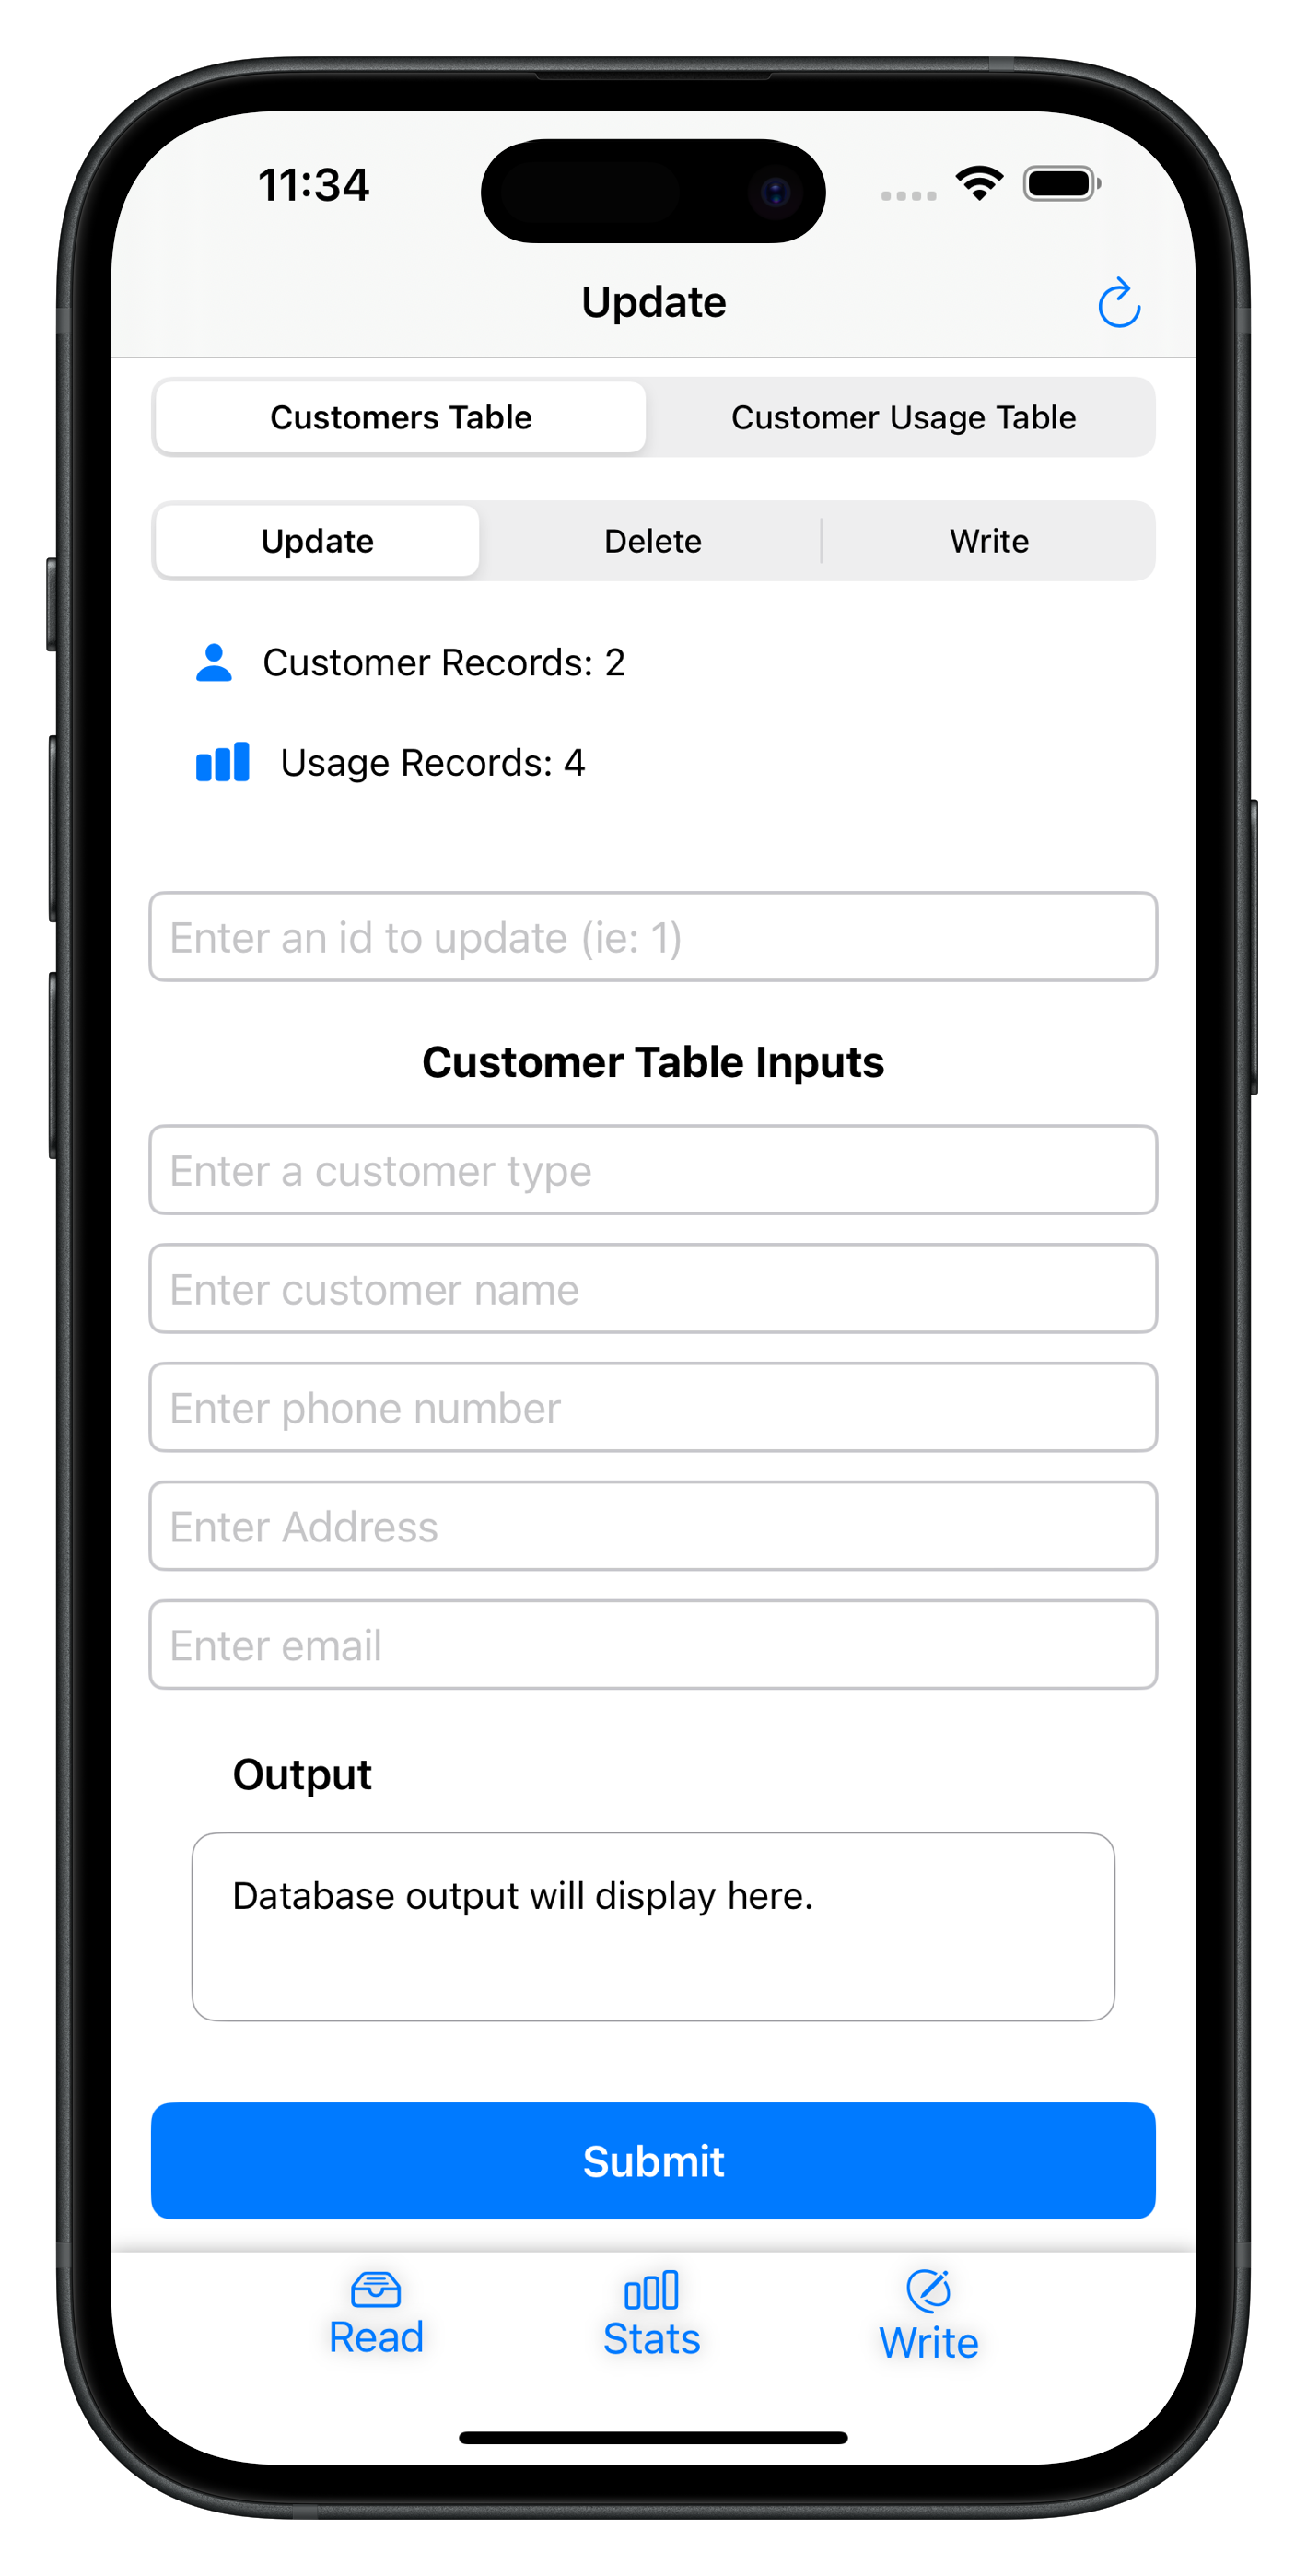 11:34
Update
Customers Table
Customer Usage Table
Update
Delete
Write
Customer Records: 2
Usage Records: 4
Enter an id to update (ie: 1)
Customer Table Inputs
Enter a customer type
Enter customer name
Enter phone number
Enter Address
Enter email
Output
Database output will display here.
Submit
Read
Stats
Write